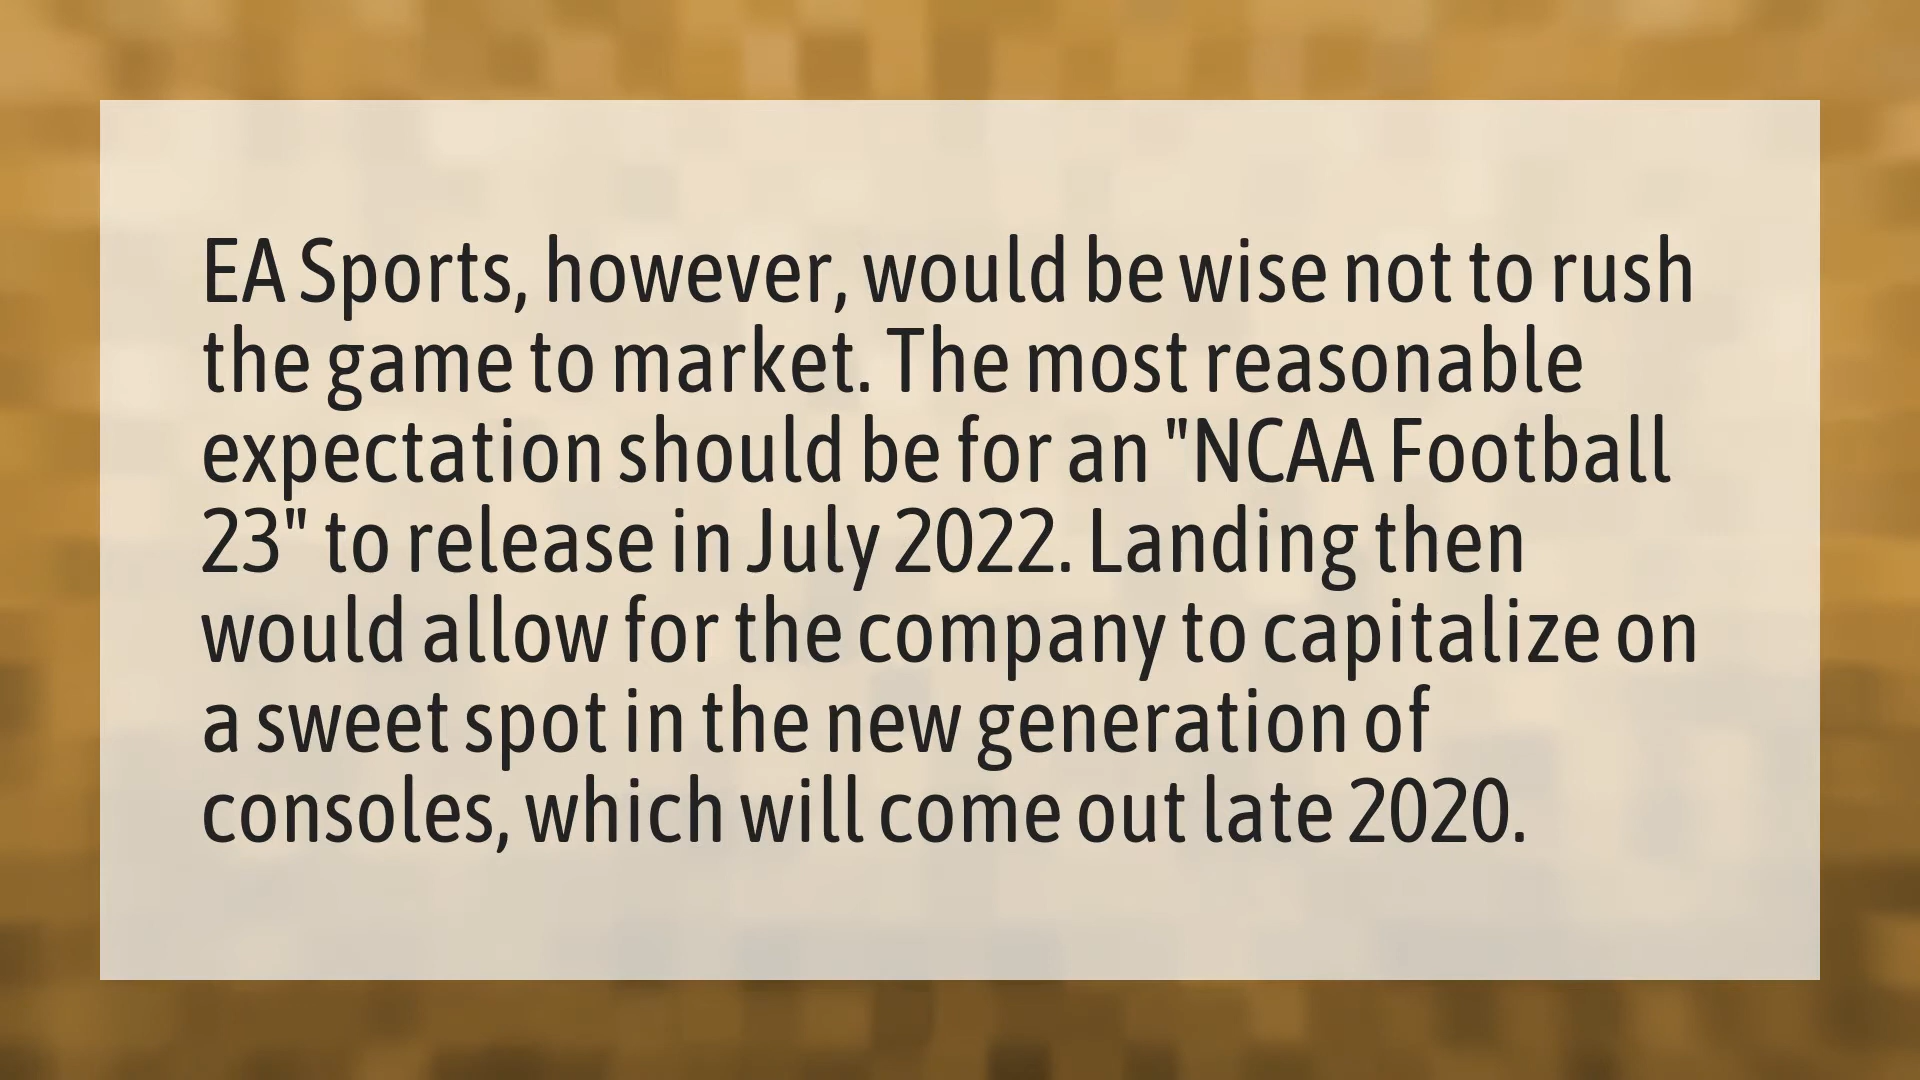 EA Sports, however, would be wise not to rush
the game to market. The most reasonable
expectation should be for an "NCAA Football
23" to release in July 2022. Landing then
would allow for the company to capitalize on
a sweet spot in the new generation of
consoles, which will come out late 2020.